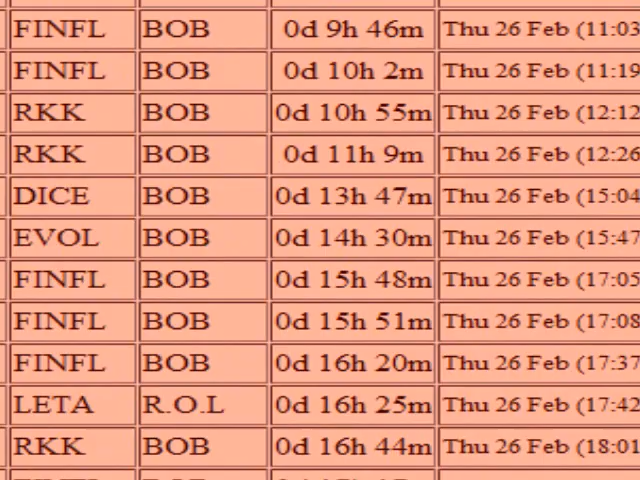 FINFL BOB 0d 9h 46m Thu 26 Feb (11:03
FINFL BOB 0d 10h 2m Thu 26 Feb (11:19
RKK BOB 0d 10h 55m Thu 26 Feb (12:12
RKK BOB 0d 11h 9m Thu 26 Feb (12:26
DICE BOB 0d 13h 47m Thu 26 Feb (15:04
EVOL BOB 0d 14h 30m Thu 26 Feb (15:47
FINFL BOB 0d 15h 48m Thu 26 Feb (17:05
FINFL BOB 0d 15h 51m Thu 26 Feb (17:08
FINFL BOB 0d 16h 20m Thu 26 Feb (17:37
LETA R.O.L 0d 16h 25m Thu 26 Feb (17:42
RKK BOB 0d 16h 44m Thu 26 Feb (18:01